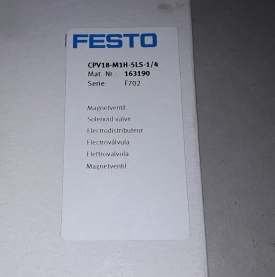 FESTO
CPV18-M1H-5LS-1/4
Mat. Nr.: 163190
Serie: F702
Magnetventil
Solenoid valve
Electrodistributeur
Electroválvula
Elettrovalvola
Magnetventil